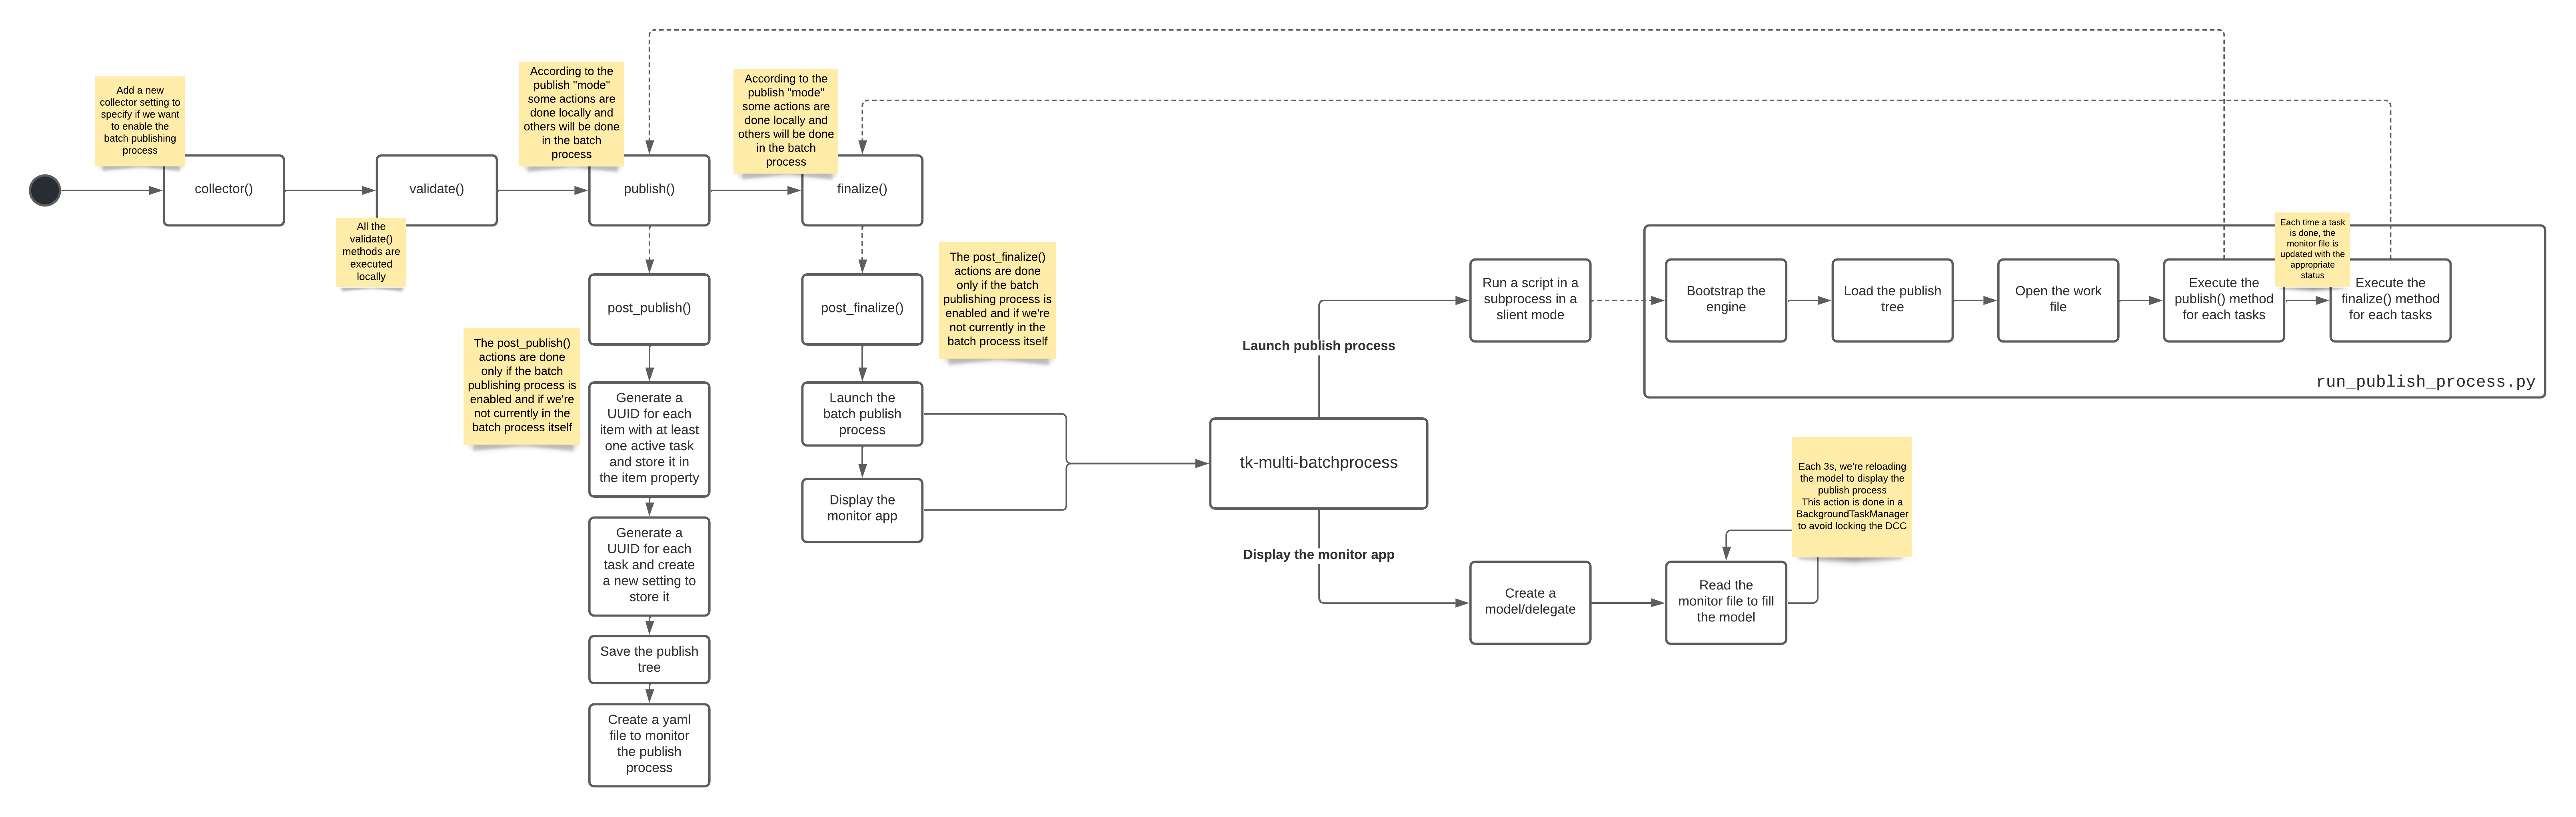 Add a new
collector setting to
specify if we want
to enable the
batch publishing
process
collector()
validate()
All the
validate()
methods are
executed
locally
According to the
publish "mode"
some actions are
done locally and
others will be done
in the batch
process
publish()
According to the
publish "mode"
some actions are
done locally and
others will be done
in the batch
process
finalize()
post_publish()
The post_publish()
actions are done
only if the batch
publishing process is
enabled and if we're
not currently in the
batch process itself
Generate a
UUID for each
item with at least
one active task
and store it in
the item property
Generate a
UUID for each
task and create
a new setting to
store it
Save the publish
tree
Create a yaml
file to monitor
the publish
process
post_finalize()
The post_finalize()
actions are done
only if the batch
publishing process is
enabled and if we're
not currently in the
batch process itself
Launch the
batch publish
process
Display the
monitor app
tk-multi-batchprocess
Launch publish process
Run a script in a
subprocess in a
slient mode
Bootstrap the
engine
Load the publish
tree
Open the work
file
Execute the
publish() method
for each tasks
Each time a task
is done, the
monitor file is
updated with the
appropriate
status
Execute the
finalize() method
for each tasks
run_publish_process.py
Display the monitor app
Create a
model/delegate
Read the
monitor file to fill
the model
Each 3s, we're reloading
the model to display the
publish process
This action is done in a
BackgroundTaskManager
to avoid locking the DCC